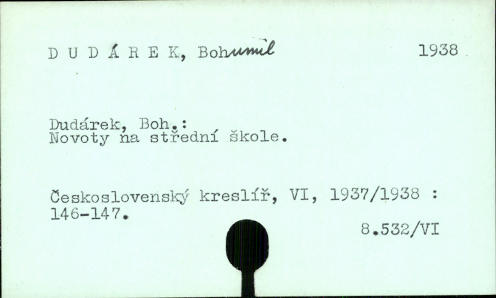 D U D Á R E K, Bohumil 1938
Dudárek, Boh.:
Novoty na střední škole.
Československý kreslíř, VI, 1937/1938 :
146-147.
8.532/VI